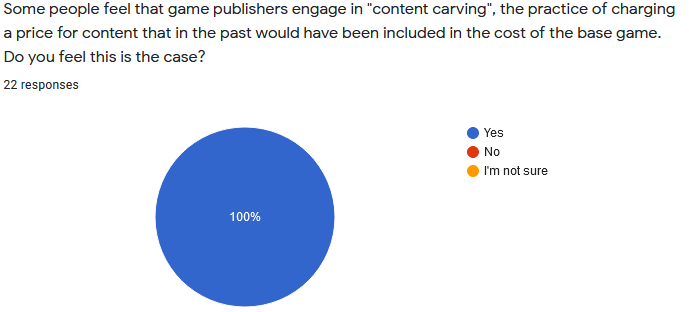 Some people feel that game publishers engage in "content carving", the practice of charging
a price for content that in the past would have been included in the cost of the base game.
Do you feel this is the case?
22 responses
100%
Yes
No
I'm not sure